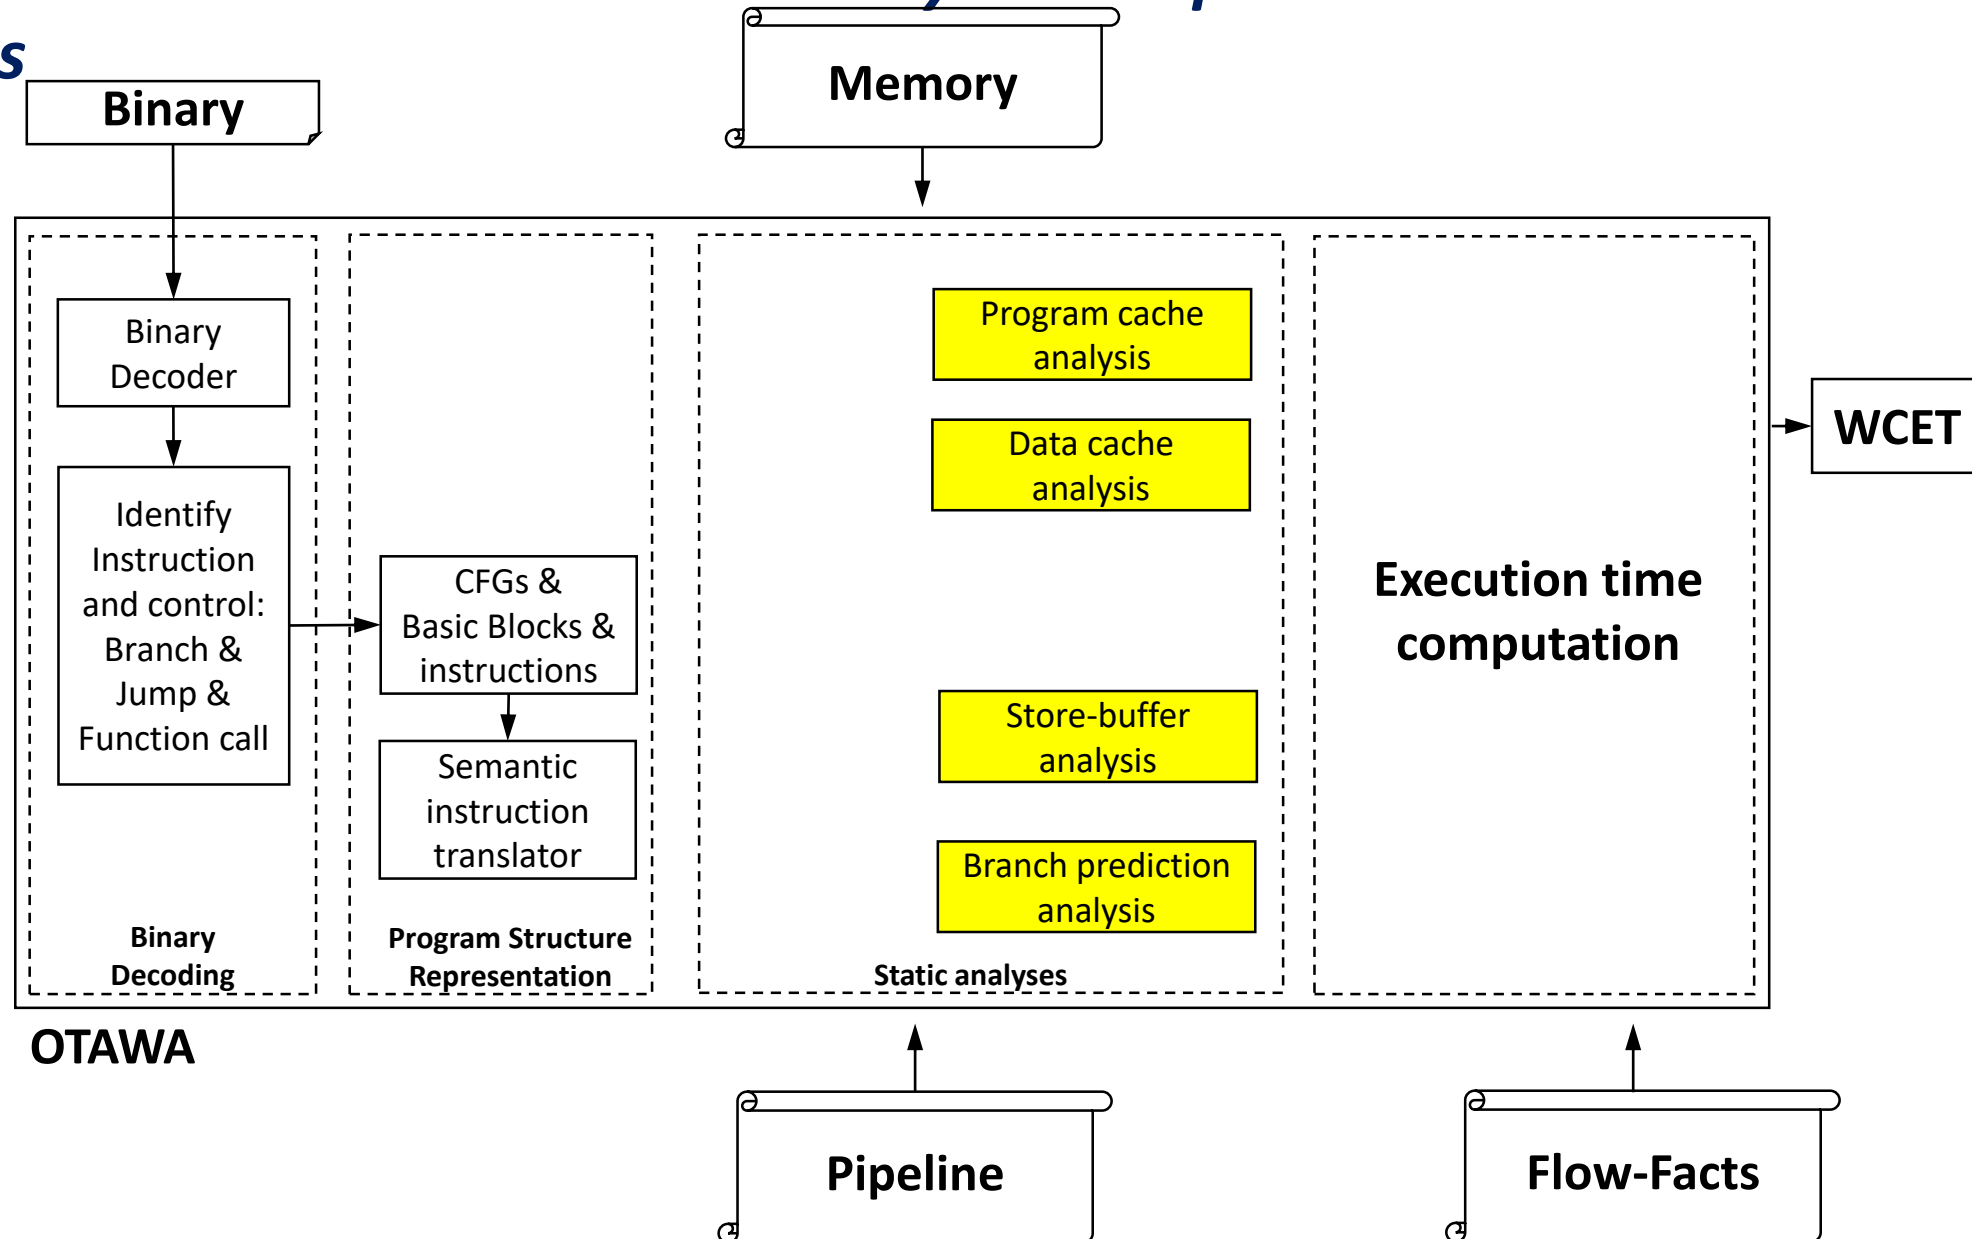 s
Binary
Memory
Binary
Decoder
Identify
Instruction
and control:
Branch &
Jump &
Function call
Binary
Decoding
CFGs &
Basic Blocks &
instructions
Semantic
instruction
translator
Program Structure
Representation
Program cache
analysis
Data cache
analysis
Store-buffer
analysis
Branch prediction
analysis
Static analyses
Execution time
computation
WCET
OTAWA
Pipeline
Flow-Facts